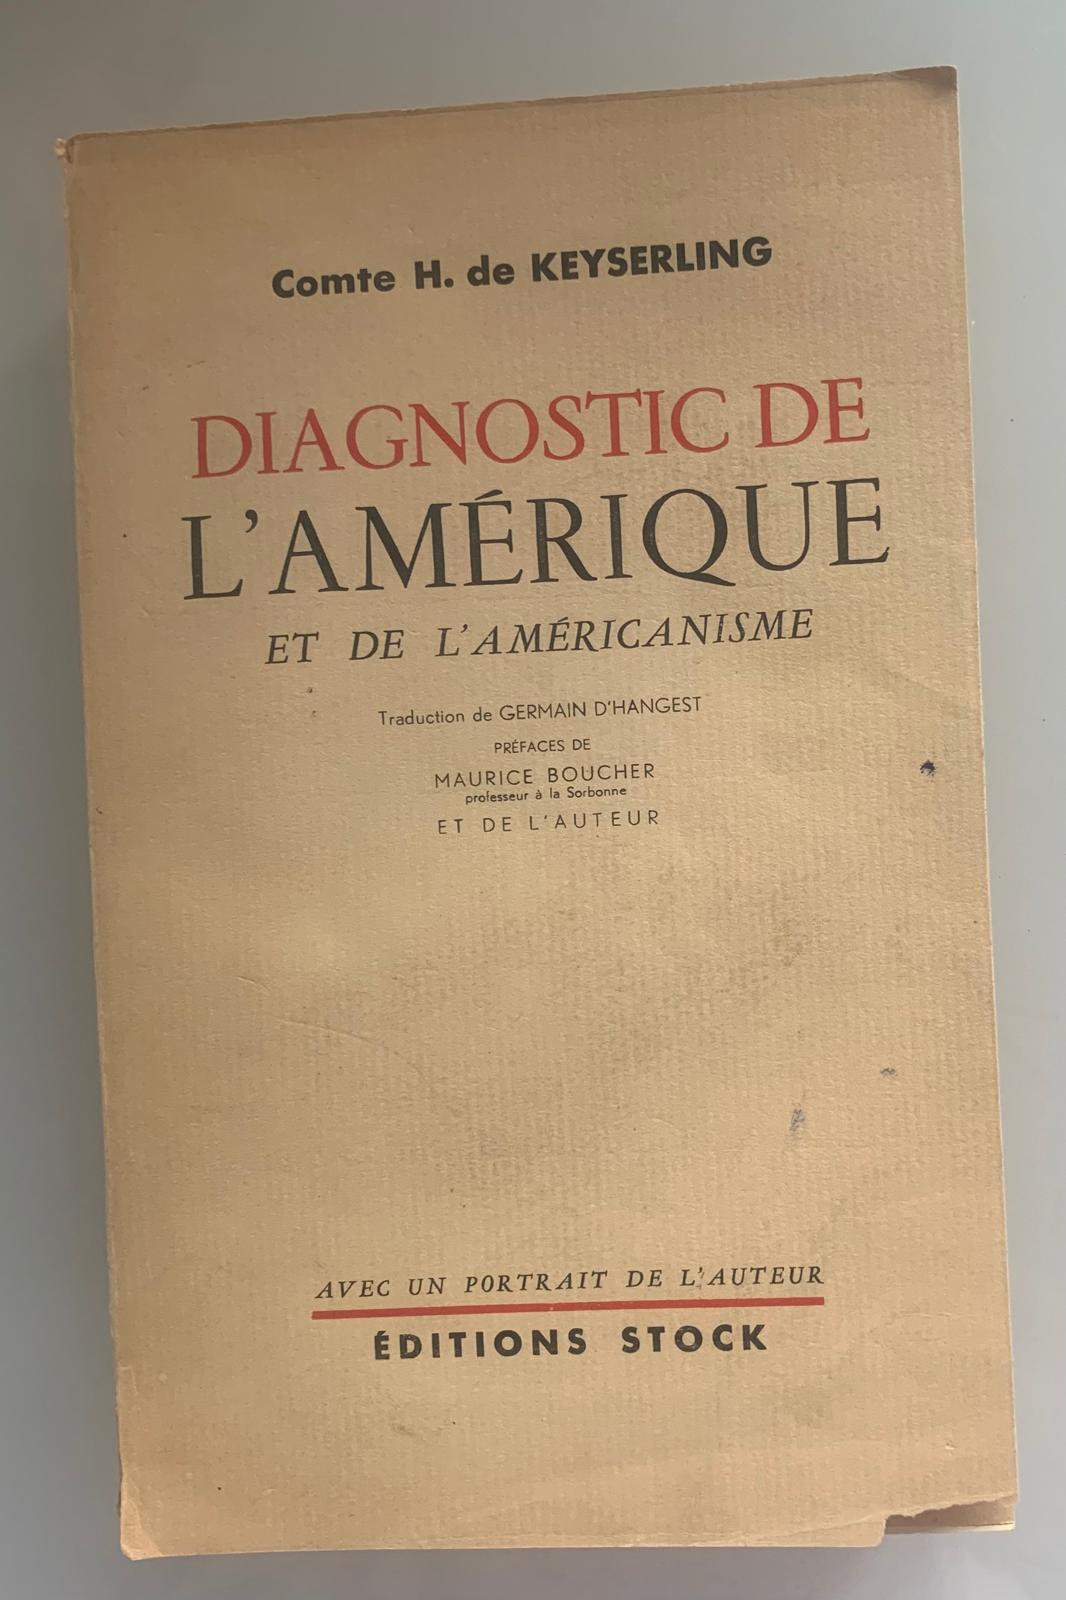 Comte H. de KEYSERLING
DIAGNOSTIC DE
L'AMÉRIQUE
ET DE L'AMÉRICANISME
Traduction de GERMAIN D'HANGEST
PRÉFACES DE
MAURICE BOUCHER
professeur à la Sorbonne
ET DE L'AUTEUR
AVEC UN PORTRAIT DE L'AUTEUR
ÉDITIONS STOCK